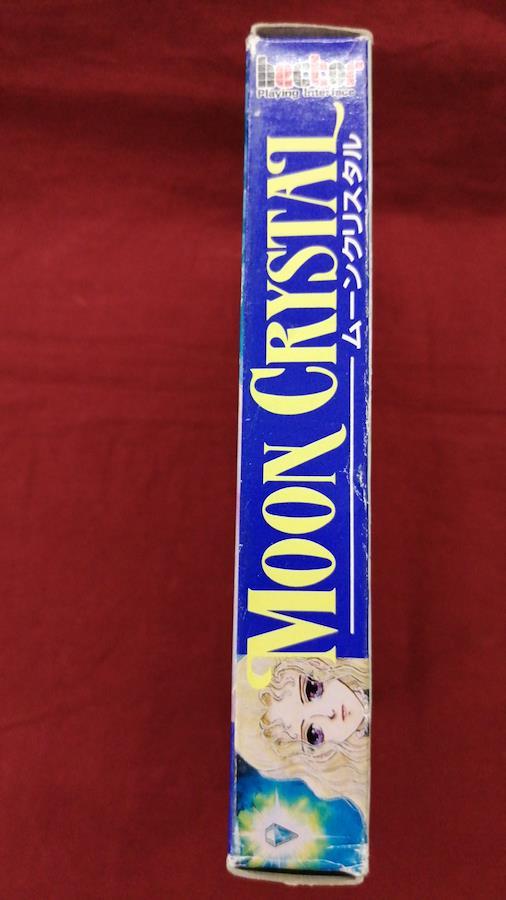 hector
Playing Interface
MOON CRYSTAL
ムーンクリスタル